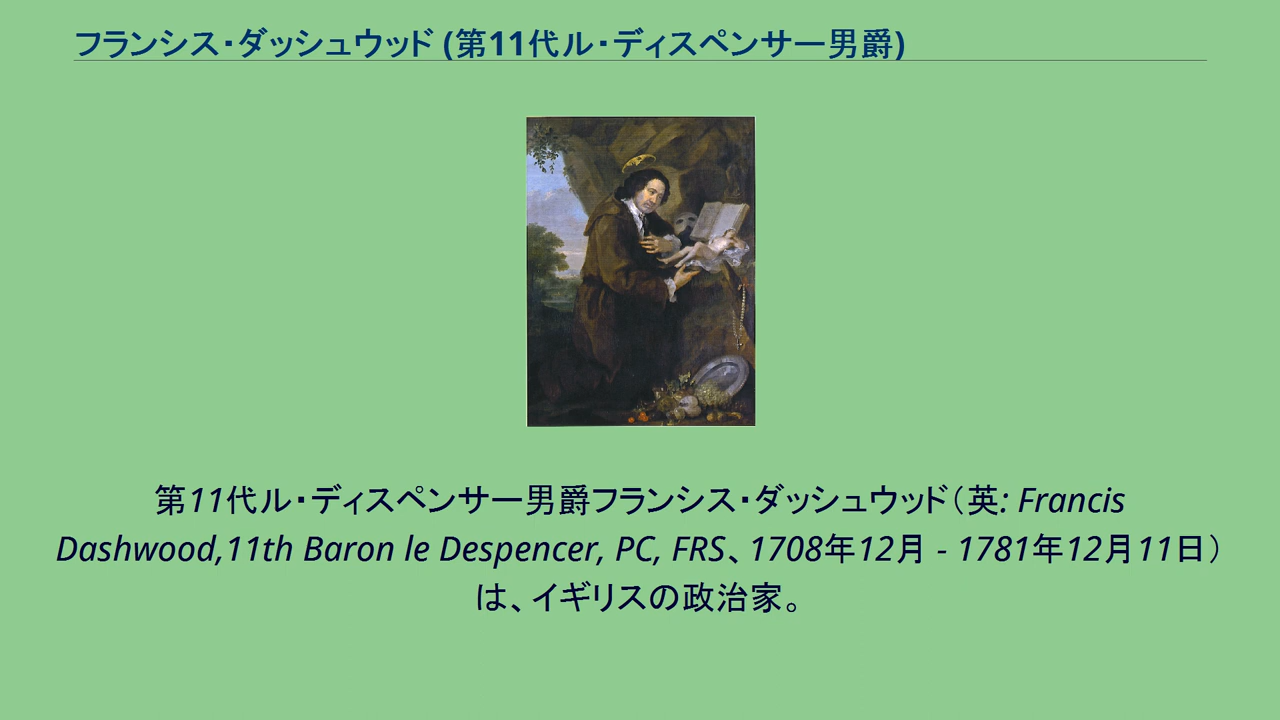 フランシス・ダッシュウッド (第11代ル・ディスペンサー男爵)
第11代ル・ディスペンサー男爵フランシス・ダッシュウッド（英: Francis
Dashwood,11th Baron le Despencer, PC, FRS、1708年12月 - 1781年12月11日）
は、イギリスの政治家。